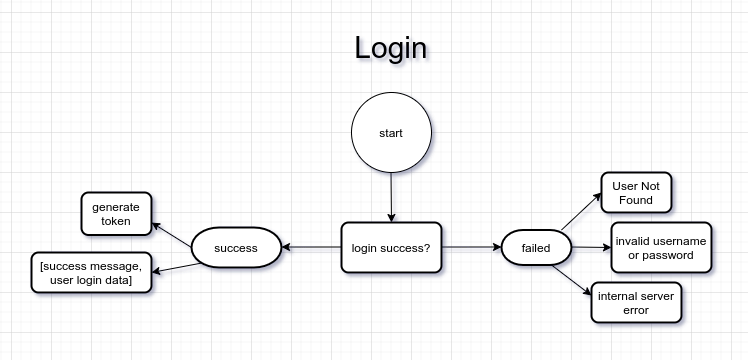 Login
start
generate
token
[success message,
user login data]
success
login success?
failed
User Not
Found
invalid username
or password
internal server
error